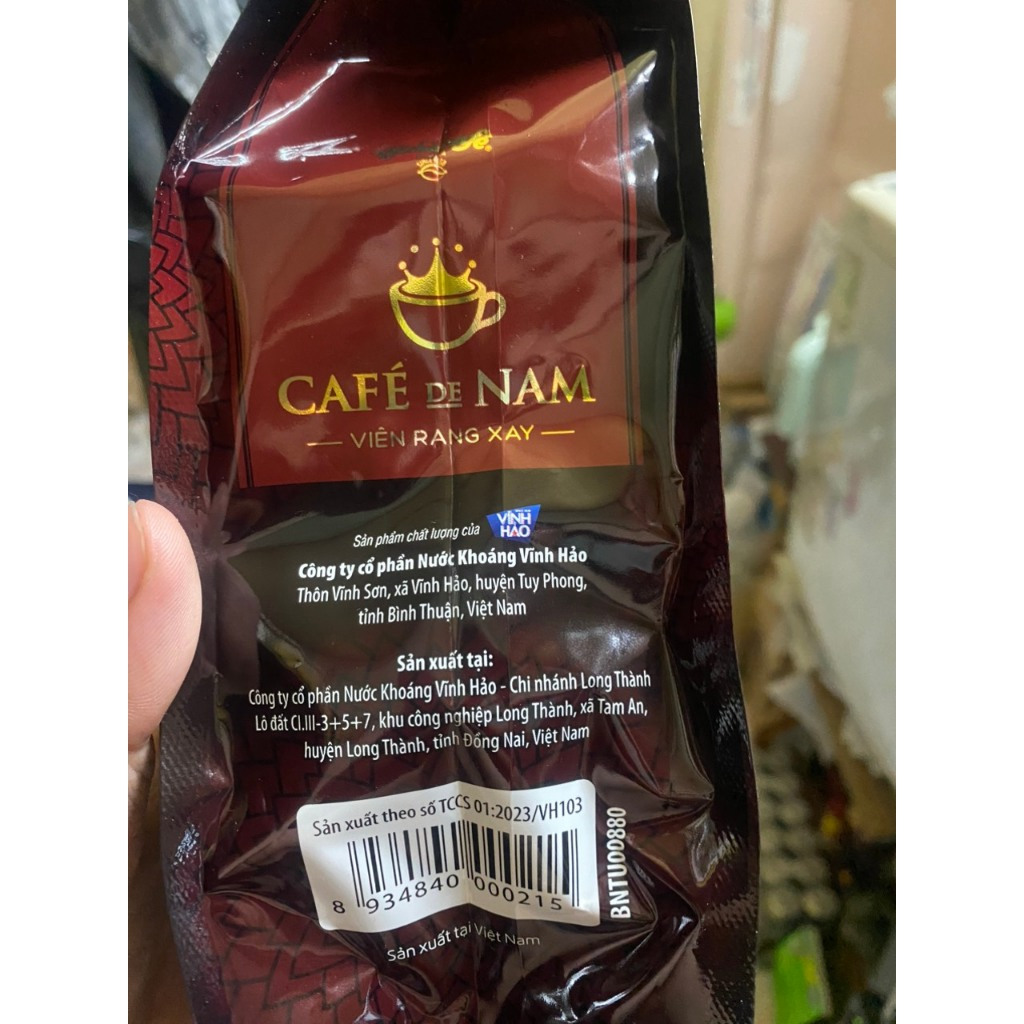 CAFÉ DE NAM
VIÊN RANG XAY
Sản phẩm chất lượng của
VĨNH HẢO
Công ty cổ phần Nước Khoáng Vĩnh Hảo
Thôn Vĩnh Sơn, xã Vĩnh Hảo, huyện Tuy Phong,
tỉnh Bình Thuận, Việt Nam
Sản xuất tại:
Công ty cổ phần Nước Khoáng Vĩnh Hảo - Chi nhánh Long Thành
Lô đất CI.III-3+5+7, khu công nghiệp Long Thành, xã Tam An,
huyện Long Thành, tỉnh Đồng Nai, Việt Nam
Sản xuất theo số TCCS 01:2023/VH103
8 934840 000215
BNTU00880
Sản xuất tại Việt Nam